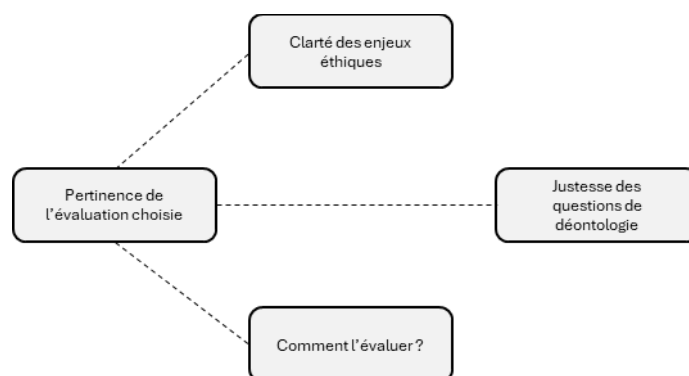 Clarté des enjeux
éthiques
Pertinence de
l'évaluation choisie
Justesse des
questions de
déontologie
Comment l'évaluer ?